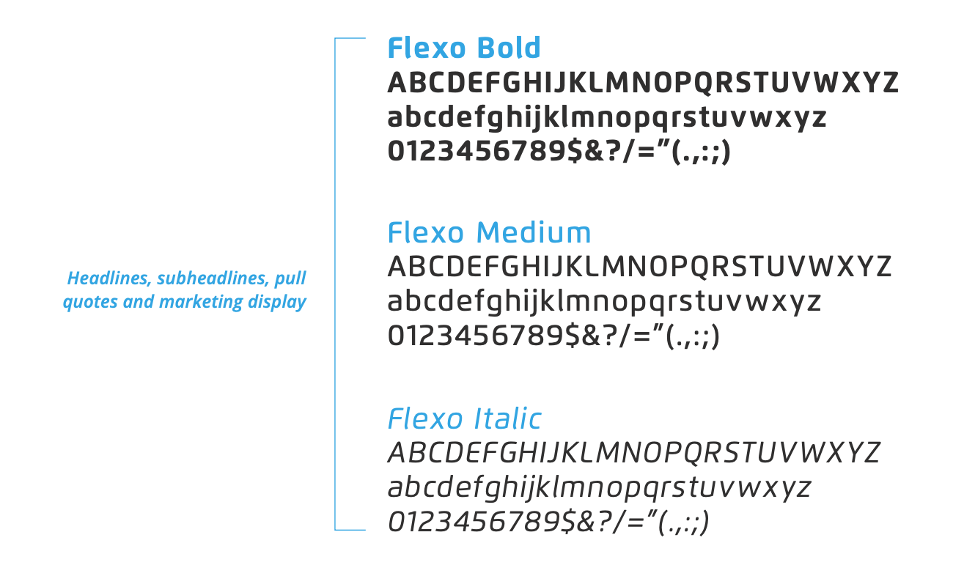 Headlines, subheadlines, pull
quotes and marketing display
Flexo Bold
ABCDEFGHIJKLMNOPQRSTUVWXYZ
abcdefghijklmnopqrstuvwxyz
0123456789$&?/=”(.,:;)
Flexo Medium
ABCDEFGHIJKLMNOPQRSTUVWXYZ
abcdefghijklmnopqrstuvwxyz
0123456789$&?/=”(.,:;)
Flexo Italic
ABCDEFGHIJKLMNOPQRSTUVWXYZ
abcdefghijklmnopqrstuvwxyz
0123456789$&?/=”(.,:;)